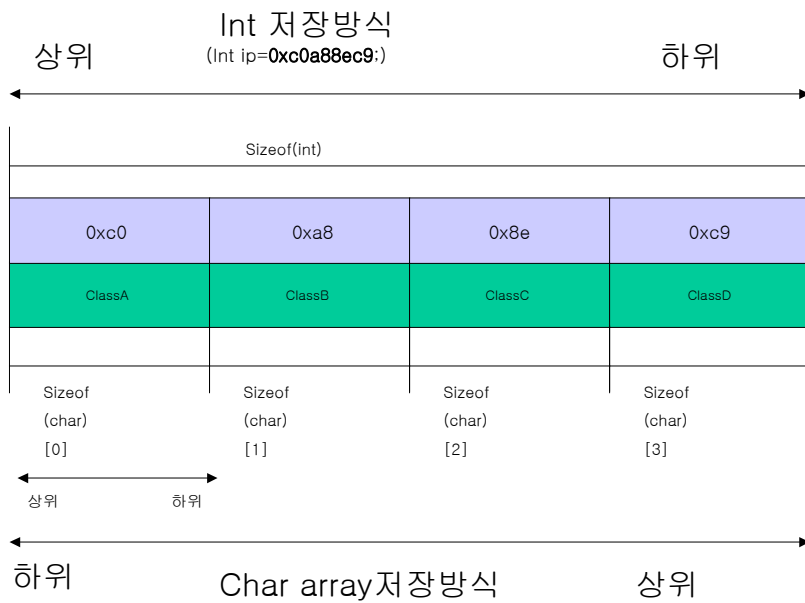 Int 저장방식
상위 (Int ip=0xc0a88ec9;) 하위
Sizeof(int)
0xc0 0xa8 0x8e 0xc9
ClassA ClassB ClassC ClassD
Sizeof Sizeof Sizeof Sizeof
(char) (char) (char) (char)
[0] [1] [2] [3]
상위 하위
하위 Char array저장방식 상위